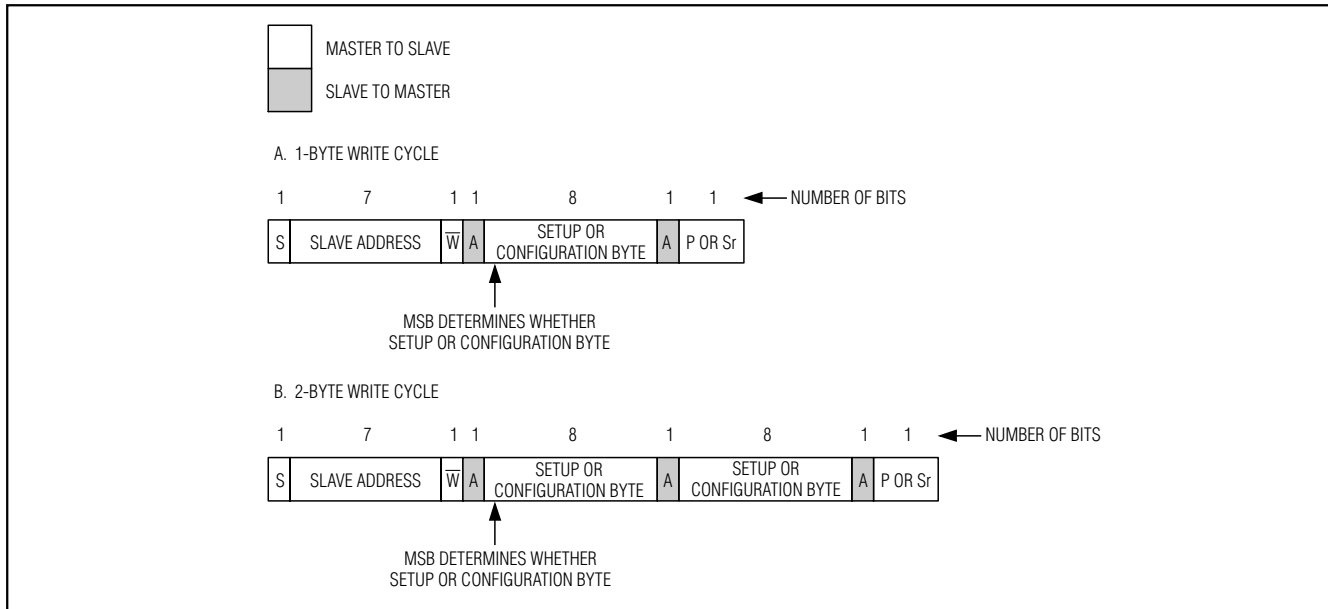 MASTER TO SLAVE
SLAVE TO MASTER
A. 1-BYTE WRITE CYCLE
1 7 1 1 8 1 1 NUMBER OF BITS
S SLAVE ADDRESS W̅ A SETUP OR CONFIGURATION BYTE A P OR Sr
MSB DETERMINES WHETHER
SETUP OR CONFIGURATION BYTE
B. 2-BYTE WRITE CYCLE
1 7 1 1 8 1 8 1 1 NUMBER OF BITS
S SLAVE ADDRESS W̅ A SETUP OR CONFIGURATION BYTE A SETUP OR CONFIGURATION BYTE A P OR Sr
MSB DETERMINES WHETHER
SETUP OR CONFIGURATION BYTE